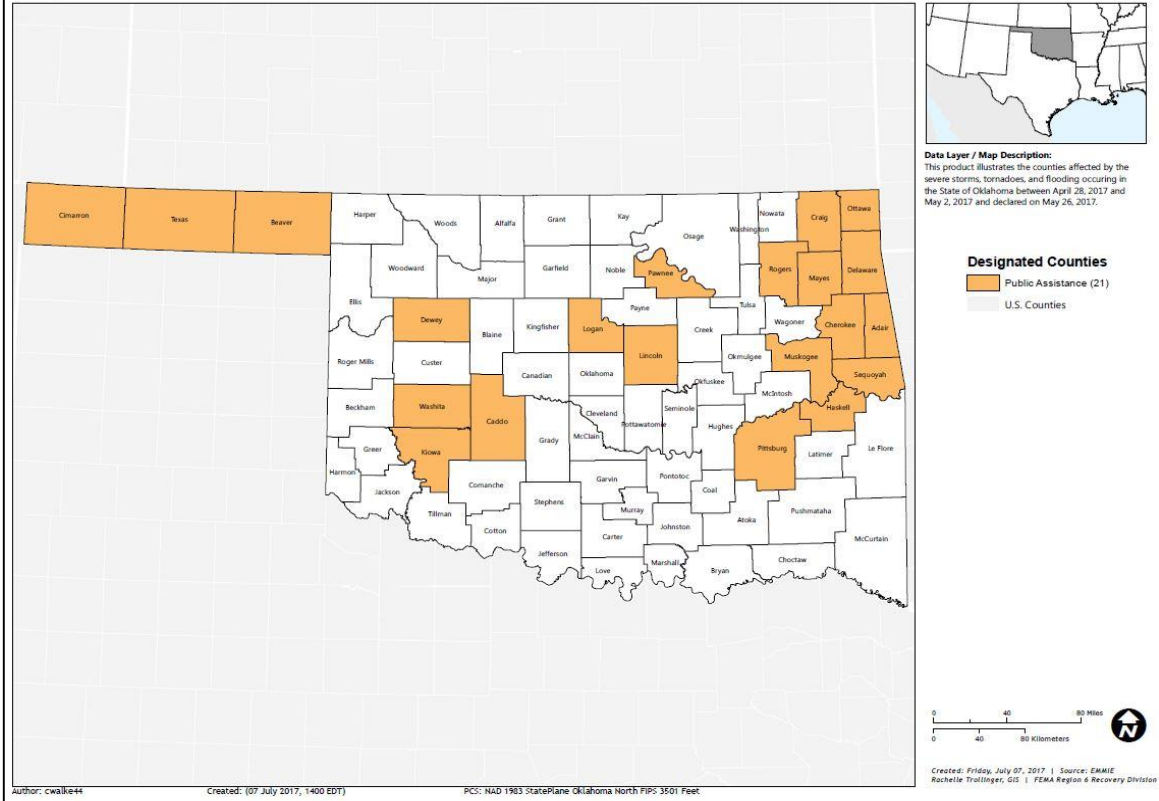 Cimarron
Texas
Beaver
Harper
Woods
Alfalfa
Grant
Kay
Osage
Washington
Nowata
Craig
Ottawa
Woodward
Major
Garfield
Noble
Pawnee
Rogers
Mayes
Delaware
Ellis
Dewey
Blaine
Kingfisher
Logan
Payne
Tulsa
Creek
Wagoner
Cherokee
Adair
Roger Mills
Custer
Canadian
Oklahoma
Lincoln
Okmulgee
Muskogee
Sequoyah
Okfuskee
McIntosh
Beckham
Washita
Caddo
Grady
McClain
Cleveland
Pottawatomie
Seminole
Hughes
Pittsburg
Haskell
Latimer
Le Flore
Harmon
Greer
Kiowa
Jackson
Comanche
Garvin
Pontotoc
Coal
Tillman
Cotton
Stephens
Murray
Johnston
Atoka
Pushmataha
McCurtain
Jefferson
Carter
Love
Marshall
Bryan
Choctaw
Data Layer / Map Description:
This product illustrates the counties affected by the
severe storms, tornadoes, and flooding occuring in
the State of Oklahoma between April 28, 2017 and
May 2, 2017 and declared on May 26, 2017.
Designated Counties
Public Assistance (21)
U.S. Counties
0 40 80 Miles
0 40 80 Kilometers
N
Created: Friday, July 07, 2017 | Source: EMMIE
Rachelle Trollinger, GIS | FEMA Region 6 Recovery Division
Author: cwalke44 Created: (07 July 2017, 1400 EDT) PCS: NAD 1983 StatePlane Oklahoma North FIPS 3501 Feet